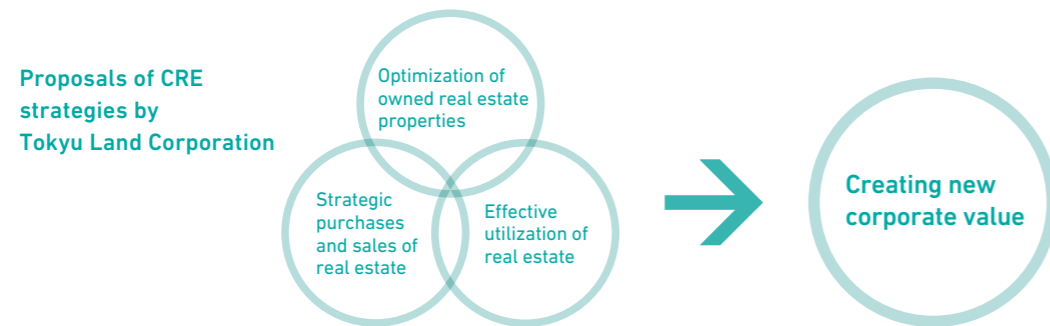 Proposals of CRE
strategies by
Tokyu Land Corporation
Optimization of
owned real estate
properties
Strategic
purchases
and sales of
real estate
Effective
utilization of
real estate
Creating new
corporate value